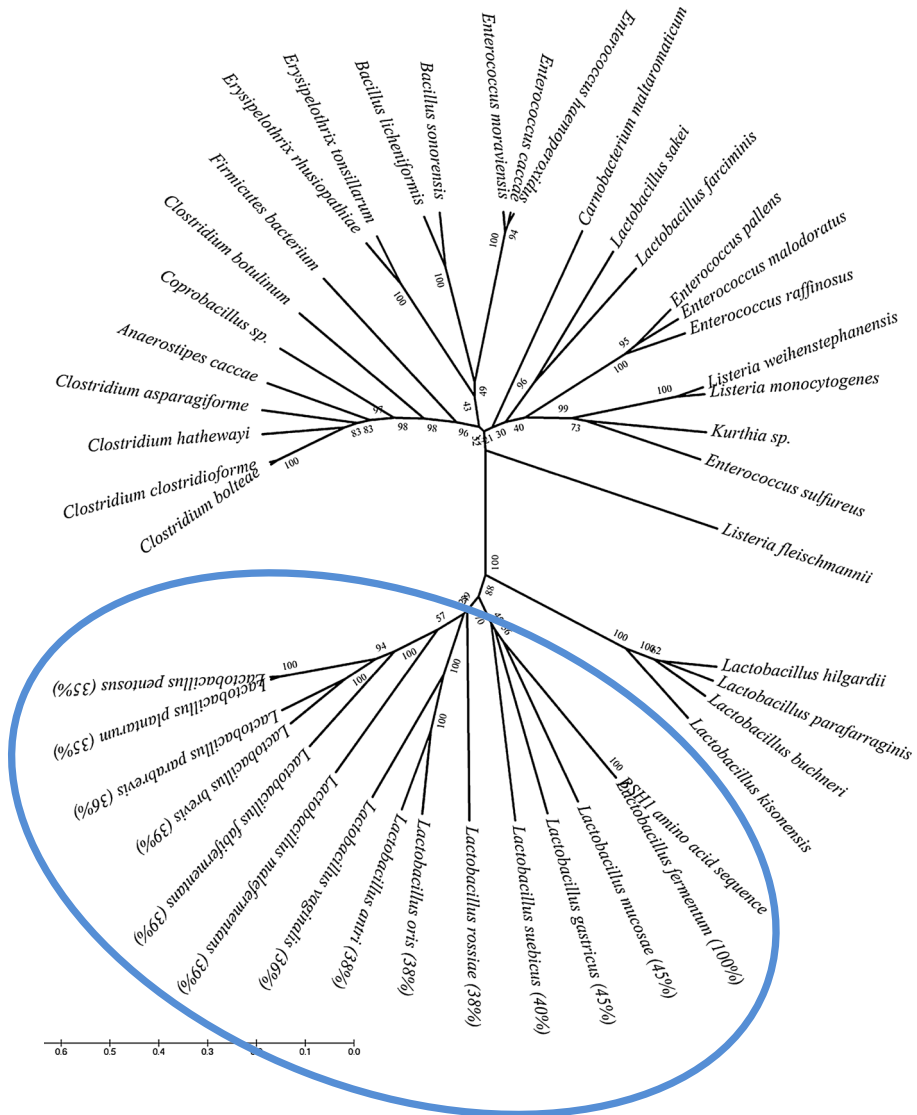 Enterococcus haemoperoxidus
Carnobacterium maltaromaticum
Enterococcus moraviensis
Enterococcus caccae
Erysipelothrix tonsillarum
Bacillus licheniformis
Bacillus sonorensis
Erysipelothrix rhusiopathiae
Lactobacillus sakei
Lactobacillus farciminis
Firmicutes bacterium
Clostridium botulinum
Enterococcus pallens
Enterococcus malodoratus
Coprobacillus sp.
Enterococcus raffinosus
Anaerostipes caccae
Listeria weihenstephanensis
Clostridium asparagiforme
Listeria monocytogenes
Clostridium hathewayi
Kurthia sp.
Clostridium clostridioforme
Enterococcus sulfureus
Clostridium bolteae
Listeria fleischmannii
100
94
100
100
95
100
100
99
73
40
30
21
49
43
96
96
98
98
97
83
83
100
100
88
57
94
100
100
100
100
100
100
100
100
62
Lactobacillus hilgardii
Lactobacillus parafarraginis
Lactobacillus buchneri
Lactobacillus kisonensis
Lactobacillus pentosus (35%)
Lactobacillus plantarum (35%)
Lactobacillus parabrevis (36%)
Lactobacillus brevis (39%)
Lactobacillus fabifermentans (39%)
Lactobacillus malefermentans (39%)
Lactobacillus vaginalis (36%)
Lactobacillus antri (38%)
Lactobacillus oris (38%)
Lactobacillus rossiae (38%)
Lactobacillus suebicus (40%)
Lactobacillus gastricus (45%)
Lactobacillus mucosae (45%)
Lactobacillus fermentum (100%)
BSH1 amino acid sequence
0.6 0.5 0.4 0.3 0.2 0.1 0.0